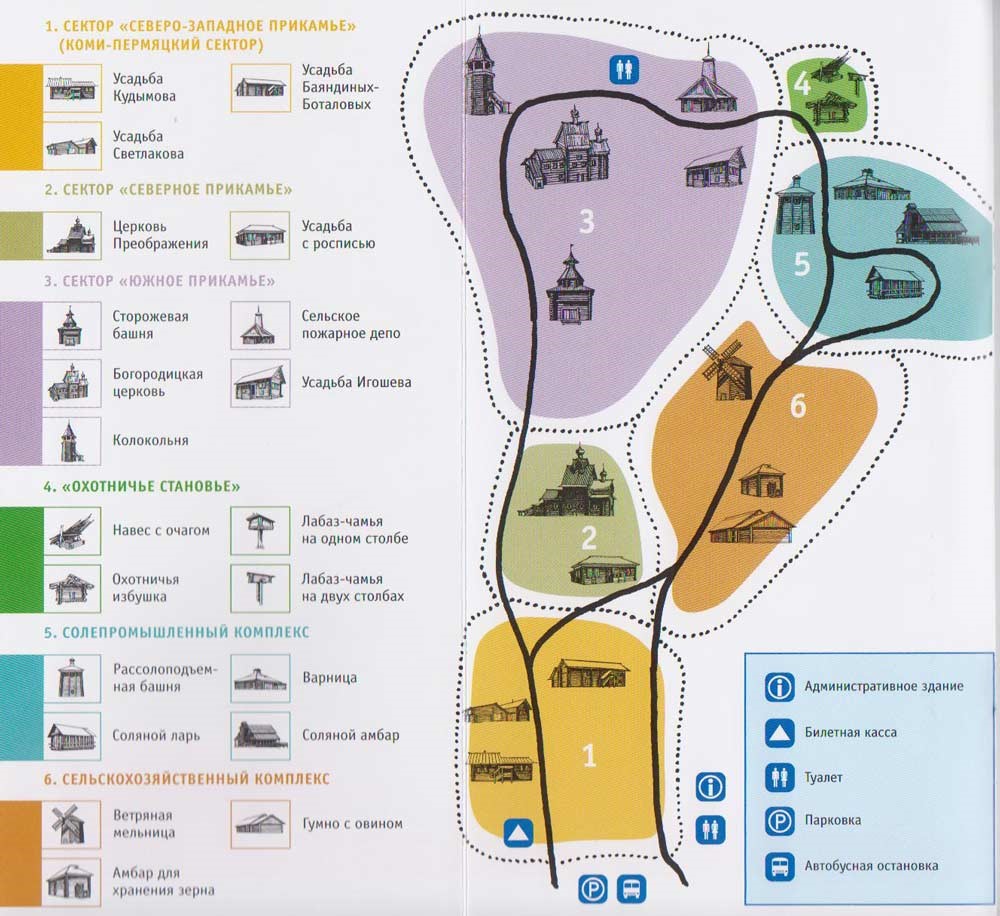 1. СЕКТОР «СЕВЕРО-ЗАПАДНОЕ ПРИКАМЬЕ»
(КОМИ-ПЕРМЯЦКИЙ СЕКТОР)
Усадьба
Кудымова
Усадьба
Баяндиных-
Боталовых
Усадьба
Светлакова
2. СЕКТОР «СЕВЕРНОЕ ПРИКАМЬЕ»
Церковь
Преображения
Усадьба
с росписью
3. СЕКТОР «ЮЖНОЕ ПРИКАМЬЕ»
Сторожевая
башня
Сельское
пожарное депо
Богородицкая
церковь
Усадьба Игошева
Колокольня
4. «ОХОТНИЧЬЕ СТАНОВЬЕ»
Навес с очагом
Лабаз-чамья
на одном столбе
Охотничья
избушка
Лабаз-чамья
на двух столбах
5. СОЛЕПРОМЫШЛЕННЫЙ КОМПЛЕКС
Рассолоподъем-
ная башня
Варница
Соляной ларь
Соляной амбар
6. СЕЛЬСКОХОЗЯЙСТВЕННЫЙ КОМПЛЕКС
Ветряная
мельница
Гумно с овином
Амбар для
хранения зерна
4
3
5
6
2
1
i
P
i
Административное здание
Билетная касса
Туалет
P
Парковка
Автобусная остановка